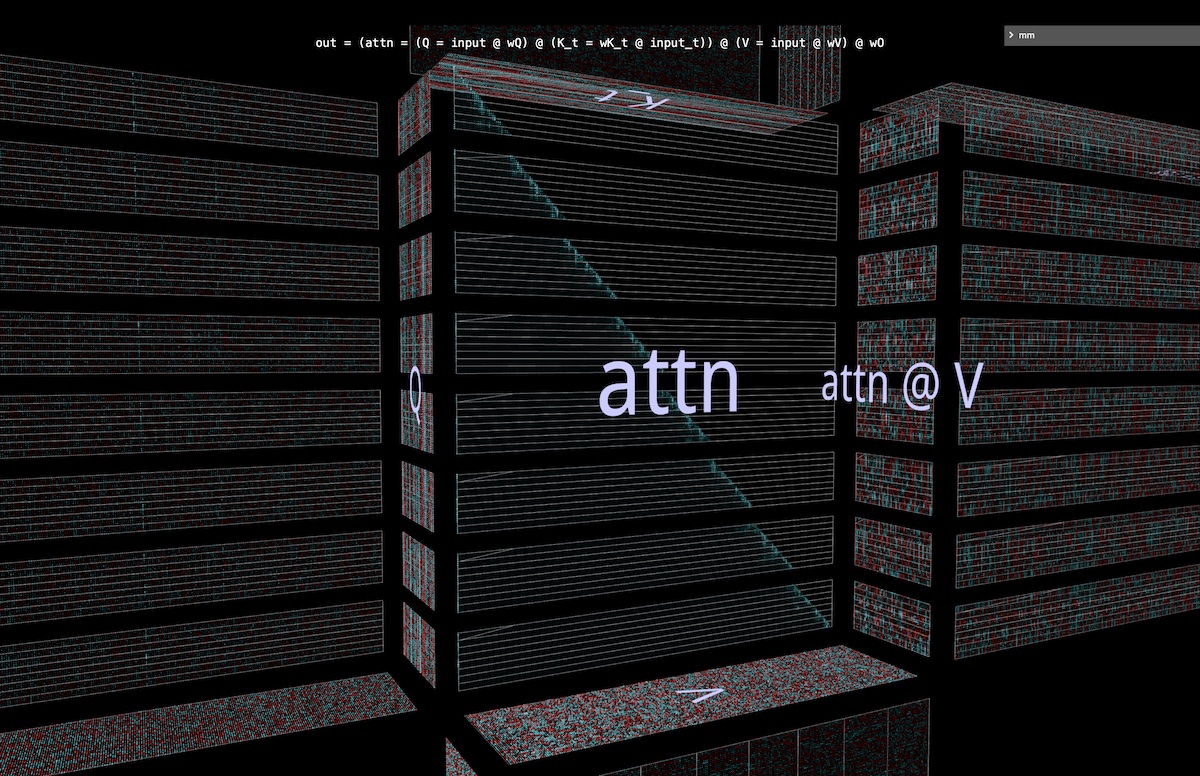 out = (attn = (Q = input @ wQ) @ (K_t = wK_t @ input_t)) @ (V = input @ wV) @ wO
mm
K_t
Q
attn
attn @ V
V